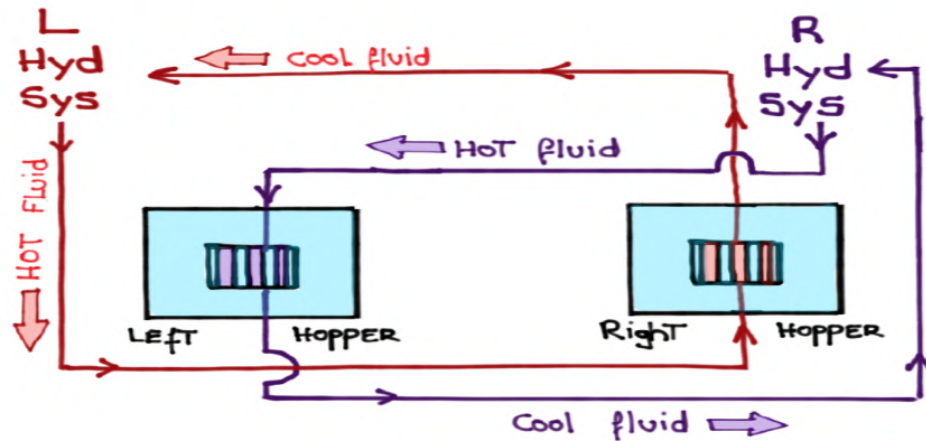 L
Hyd
Sys
Cool fluid
R
Hyd
Sys
HOT fluid
HOT FLUID
LEFT HOPPER
Right HOPPER
Cool fluid